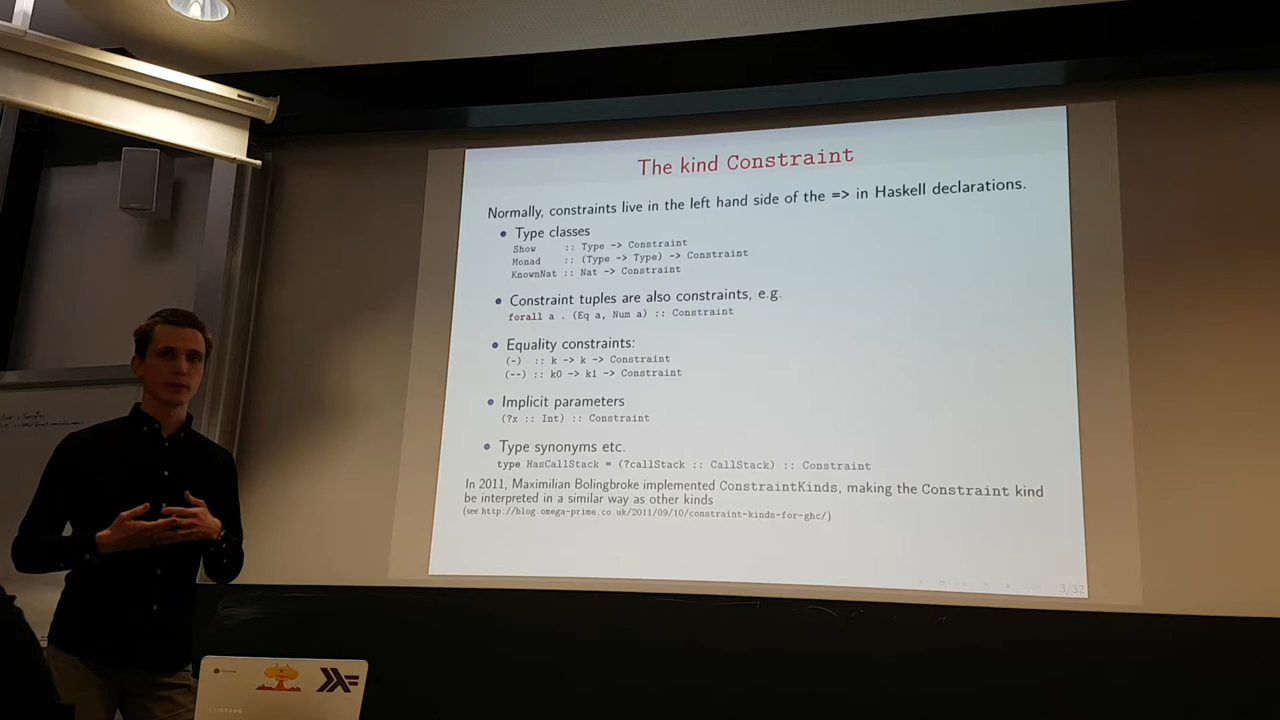 The kind Constraint
Normally, constraints live in the left hand side of the => in Haskell declarations.
• Type classes
Show :: Type -> Constraint
Monad :: (Type -> Type) -> Constraint
KnownNat :: Nat -> Constraint
• Constraint tuples are also constraints, e.g.
forall a . (Eq a, Num a) :: Constraint
• Equality constraints:
(~) :: k -> k -> Constraint
(~~) :: k0 -> k1 -> Constraint
• Implicit parameters
(?x :: Int) :: Constraint
• Type synonyms etc.
type HasCallStack = (?callStack :: CallStack) :: Constraint
In 2011, Maximilian Bolingbroke implemented ConstraintKinds, making the Constraint kind
be interpreted in a similar way as other kinds
(see http://blog.omega-prime.co.uk/2011/09/10/constraint-kinds-for-ghc/)
3/32
SAMSUNG